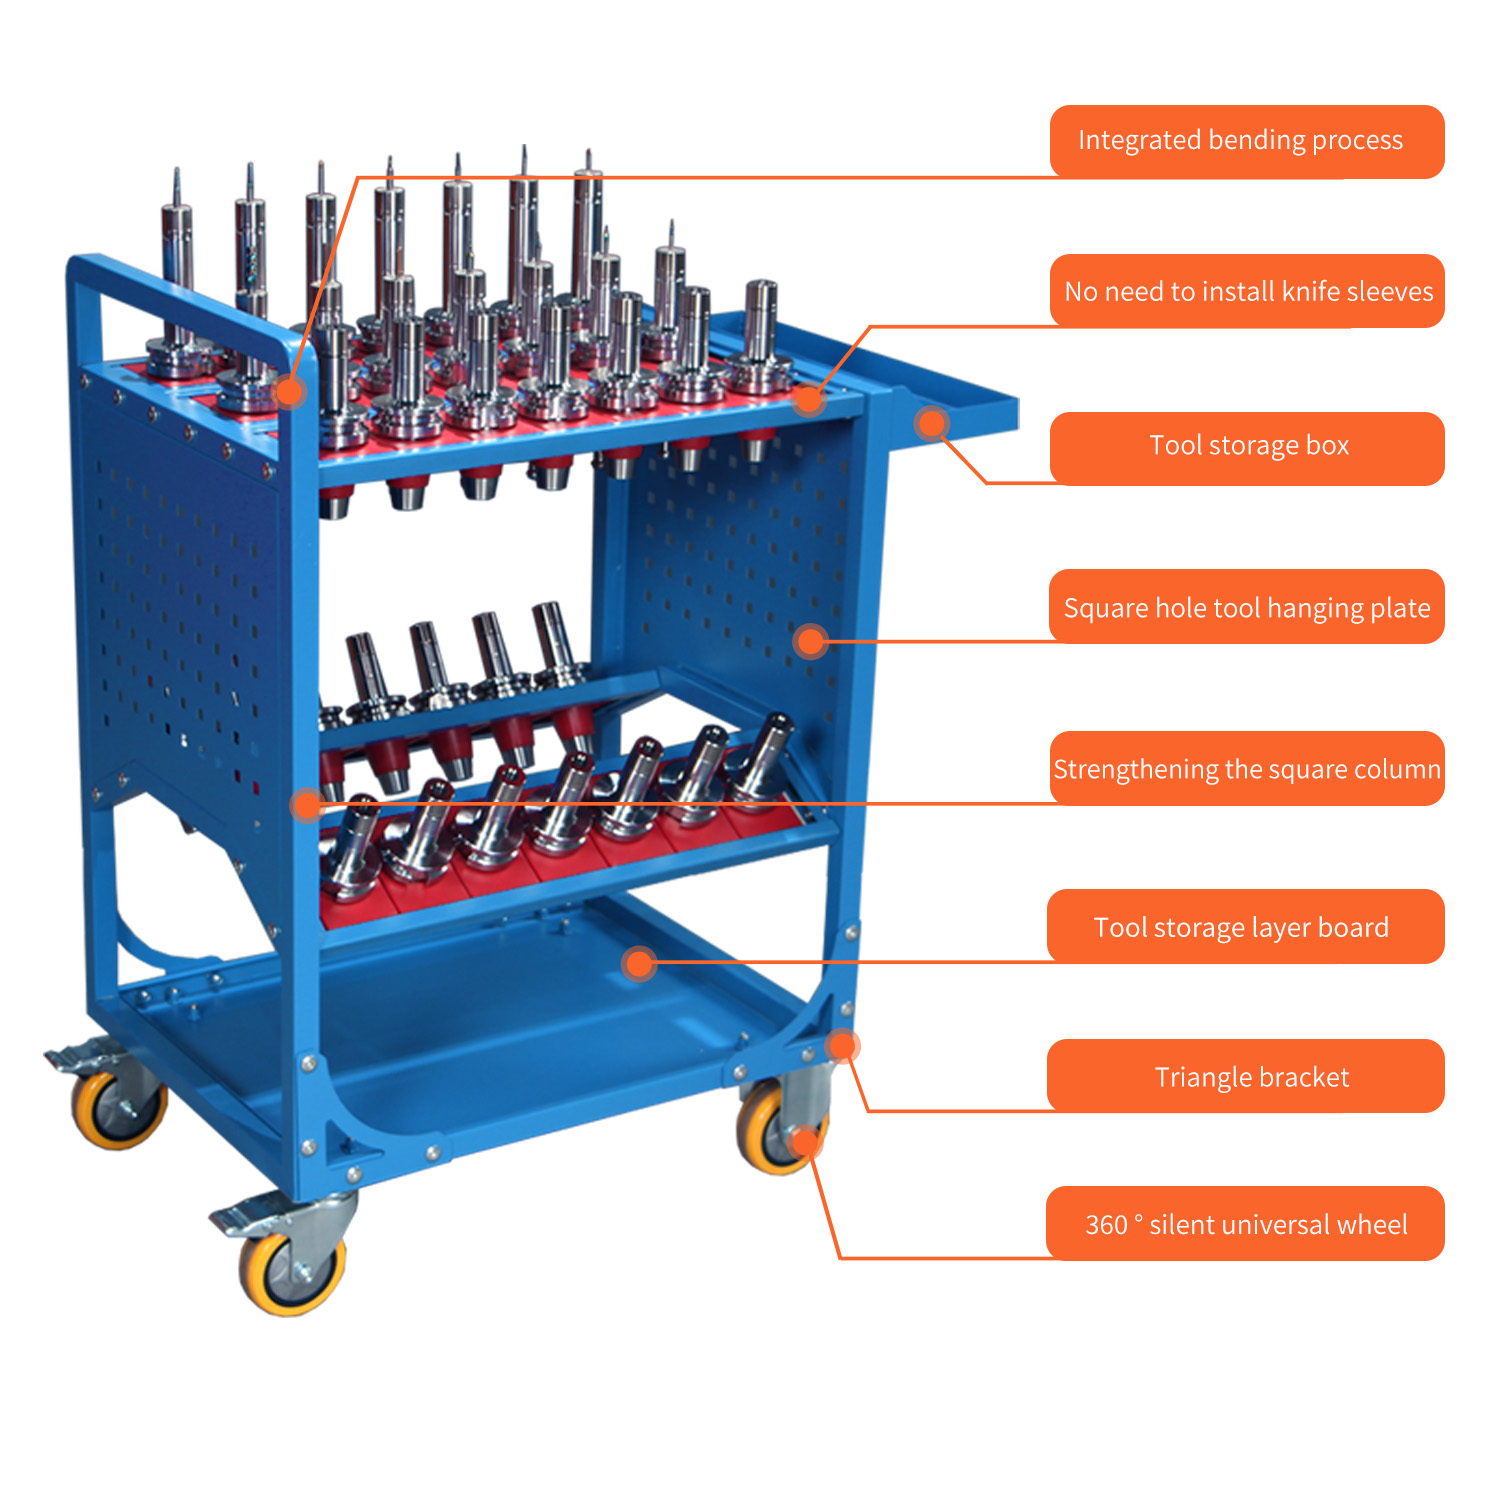 Integrated bending process
No need to install knife sleeves
Tool storage box
Square hole tool hanging plate
Strengthening the square column
Tool storage layer board
Triangle bracket
360 ° silent universal wheel